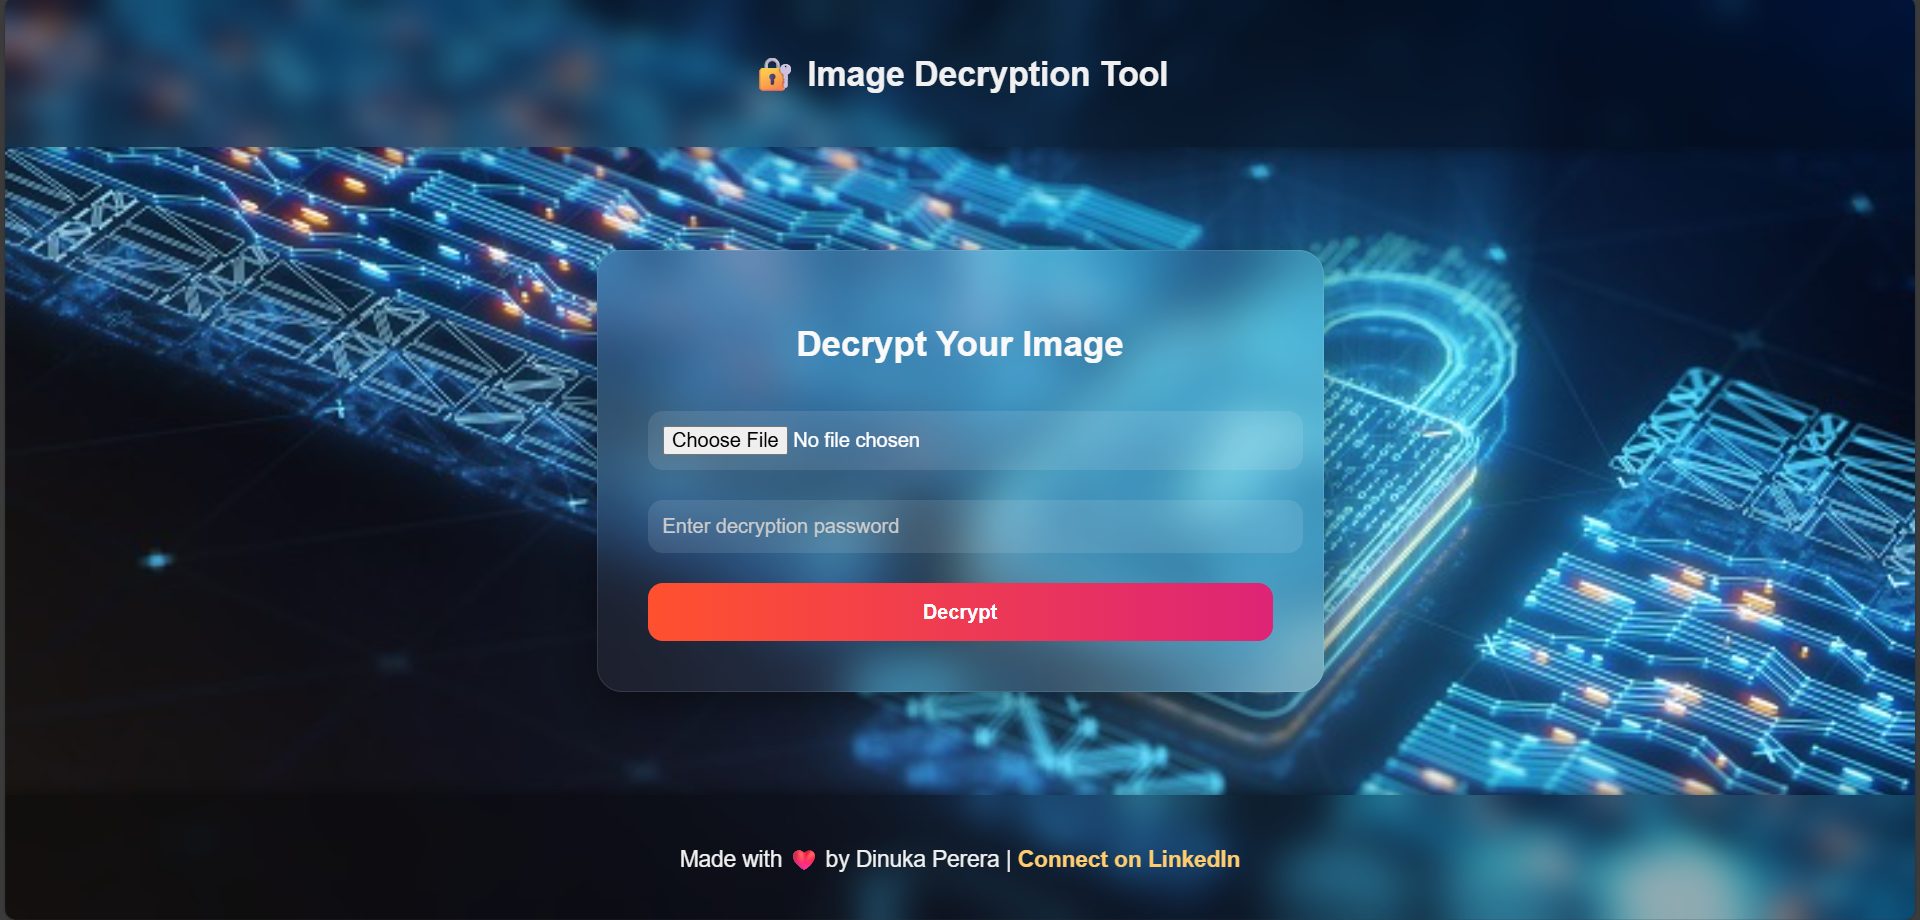 🔐 Image Decryption Tool
Decrypt Your Image
Choose File No file chosen
Enter decryption password
Decrypt
Made with ❤️ by Dinuka Perera | Connect on LinkedIn